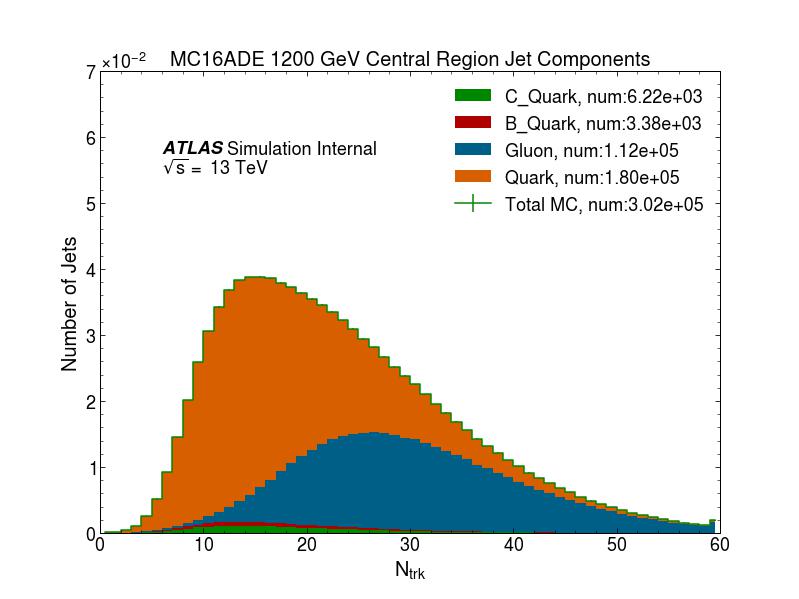 ×10⁻² MC16ADE 1200 GeV Central Region Jet Components
C_Quark, num:6.22e+03
B_Quark, num:3.38e+03
Gluon, num:1.12e+05
Quark, num:1.80e+05
Total MC, num:3.02e+05
ATLAS Simulation Internal
√s = 13 TeV
Number of Jets
7
6
5
4
3
2
1
0
0 10 20 30 40 50 60
N_trk